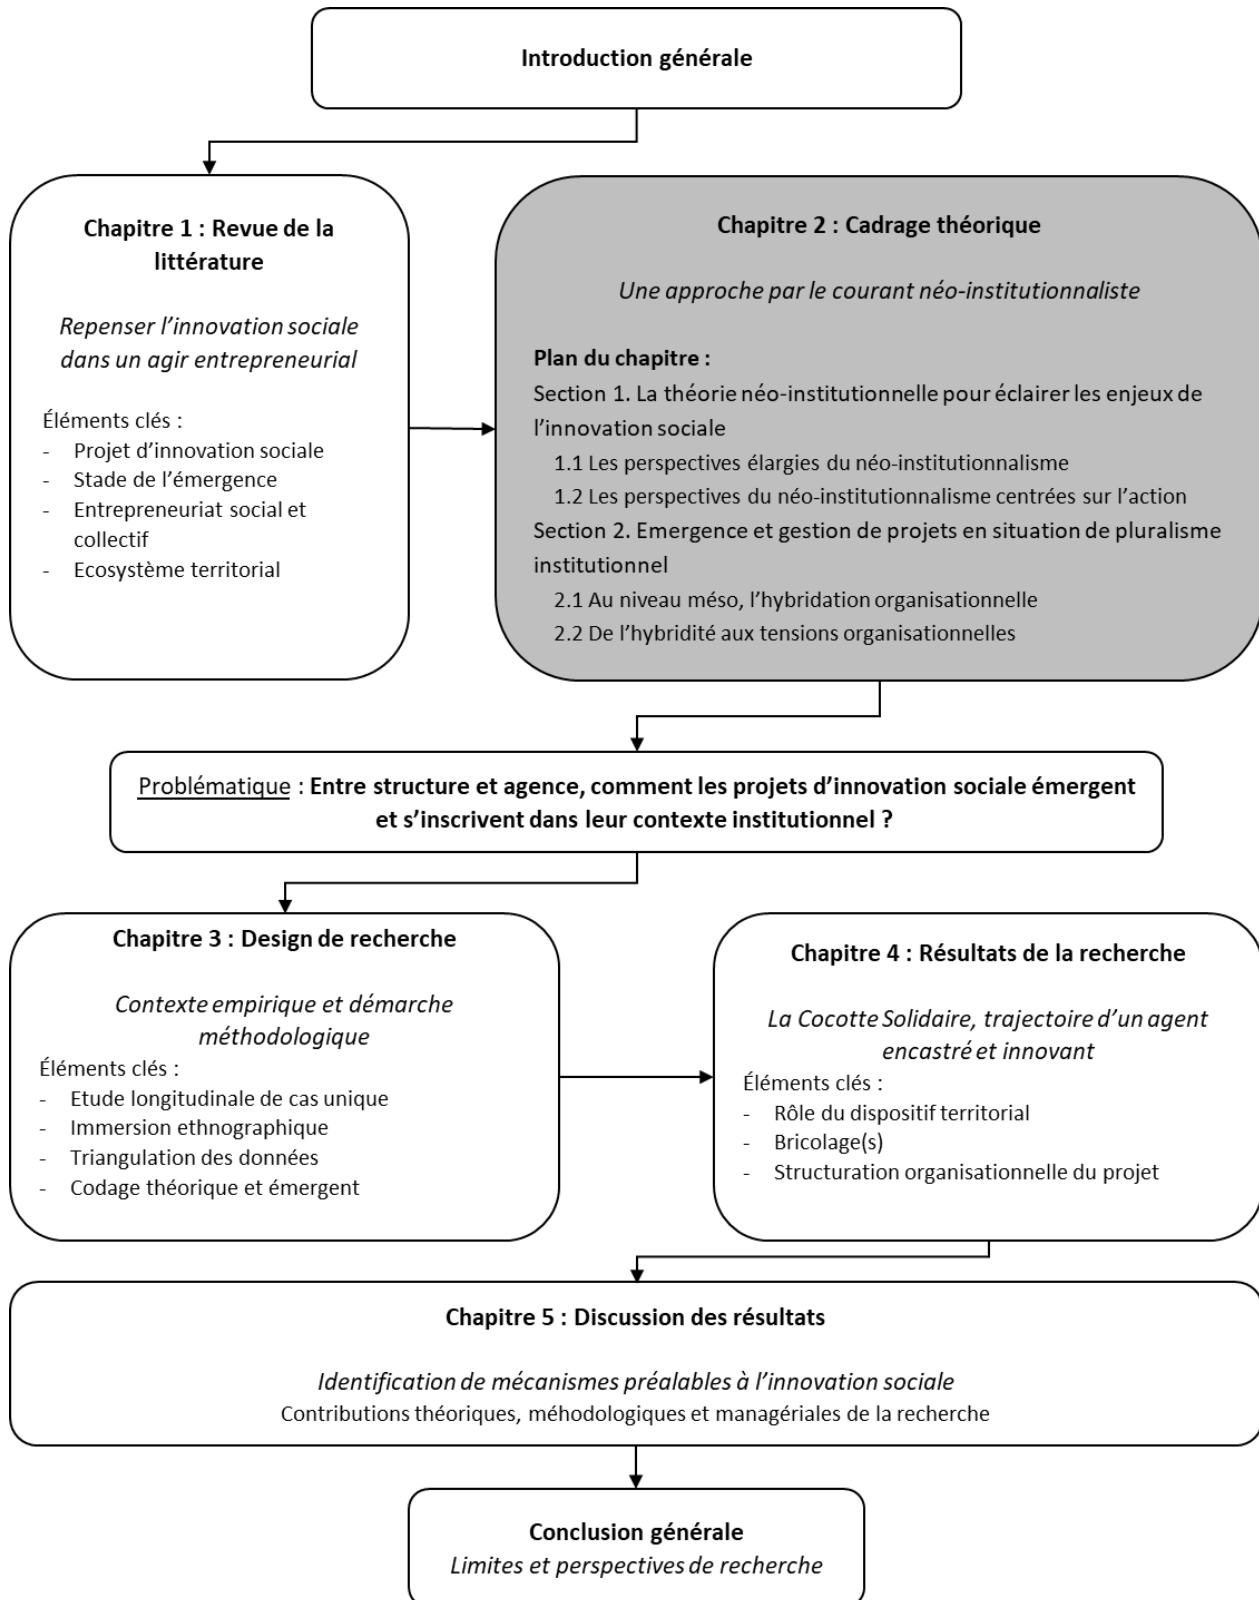 Introduction générale
Chapitre 1 : Revue de la
littérature
Repenser l’innovation sociale
dans un agir entrepreneurial
Éléments clés :
- Projet d’innovation sociale
- Stade de l’émergence
- Entrepreneuriat social et
collectif
- Ecosystème territorial
Chapitre 2 : Cadrage théorique
Une approche par le courant néo-institutionnaliste
Plan du chapitre :
Section 1. La théorie néo-institutionnelle pour éclairer les enjeux de
l’innovation sociale
1.1 Les perspectives élargies du néo-institutionnalisme
1.2 Les perspectives du néo-institutionnalisme centrées sur l’action
Section 2. Emergence et gestion de projets en situation de pluralisme
institutionnel
2.1 Au niveau méso, l’hybridation organisationnelle
2.2 De l’hybridité aux tensions organisationnelles
Problématique : Entre structure et agence, comment les projets d’innovation sociale émergent
et s’inscrivent dans leur contexte institutionnel ?
Chapitre 3 : Design de recherche
Contexte empirique et démarche
méthodologique
Éléments clés :
- Etude longitudinale de cas unique
- Immersion ethnographique
- Triangulation des données
- Codage théorique et émergent
Chapitre 4 : Résultats de la recherche
La Cocotte Solidaire, trajectoire d’un agent
encastré et innovant
Éléments clés :
- Rôle du dispositif territorial
- Bricolage(s)
- Structuration organisationnelle du projet
Chapitre 5 : Discussion des résultats
Identification de mécanismes préalables à l’innovation sociale
Contributions théoriques, méhodologiques et managériales de la recherche
Conclusion générale
Limites et perspectives de recherche